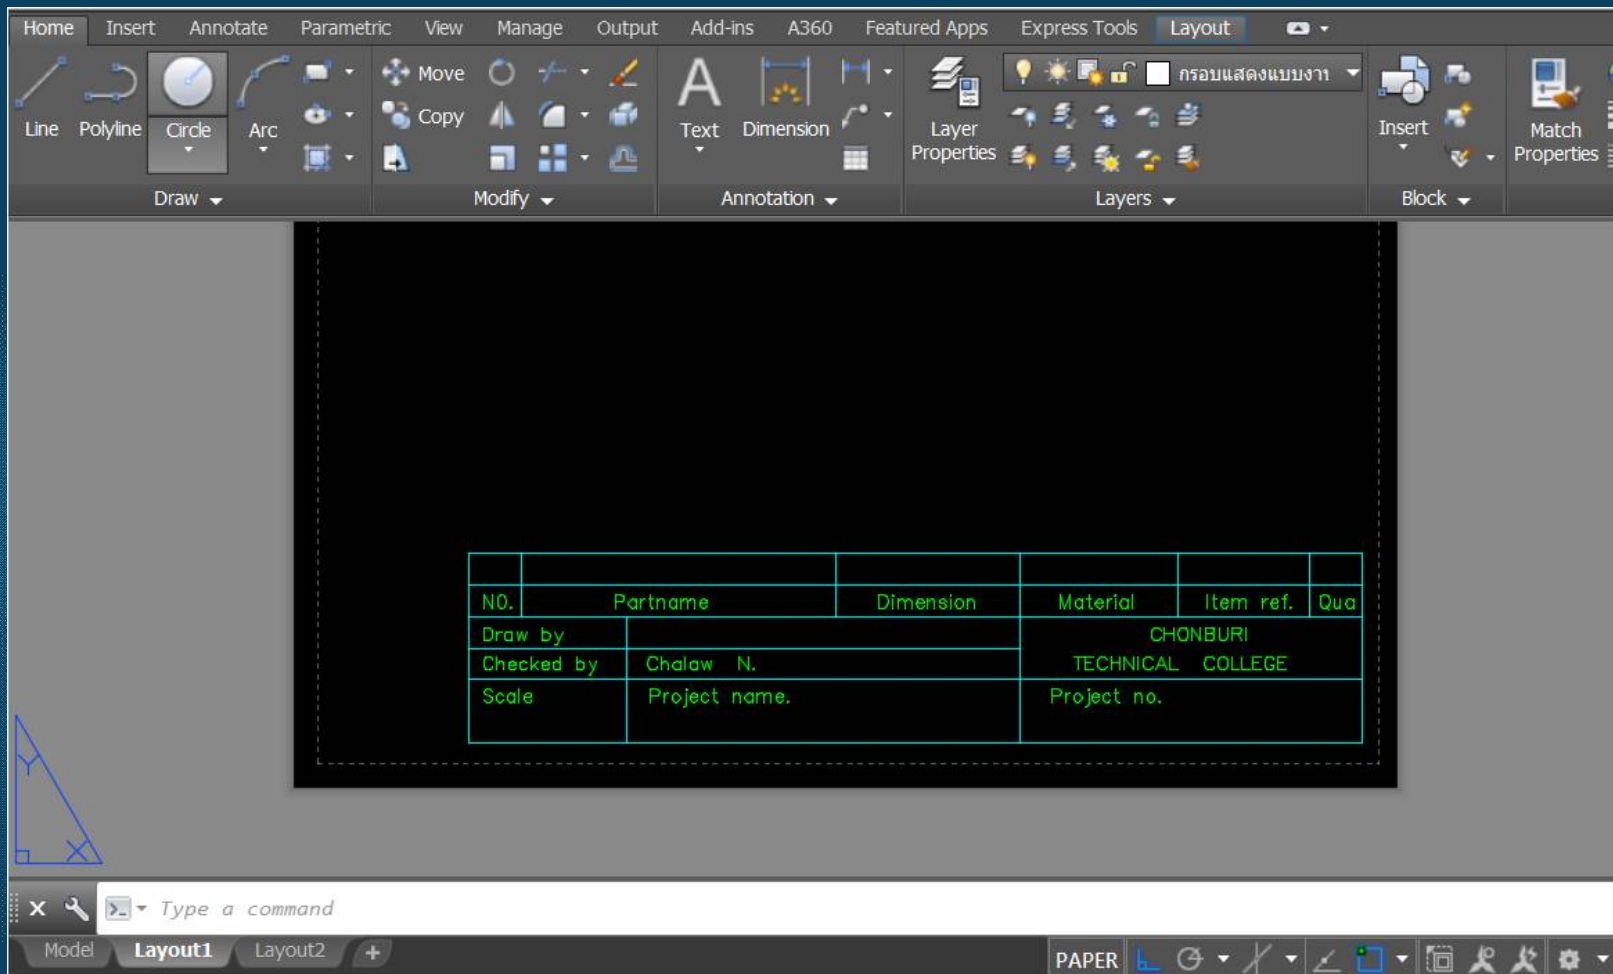 Home Insert Annotate Parametric View Manage Output Add-ins A360 Featured Apps Express Tools Layout
Line Polyline Circle Arc
Move
Copy
Text Dimension
Layer Properties
กรอบแสดงแบบงาา
Insert
Match Properties
Draw Modify Annotation Layers Block
NO. Partname Dimension Material Item ref. Qua
Draw by CHONBURI
Checked by Chalaw N. TECHNICAL COLLEGE
Scale Project name. Project no.
Y
X
Type a command
Model Layout1 Layout2 +
PAPER